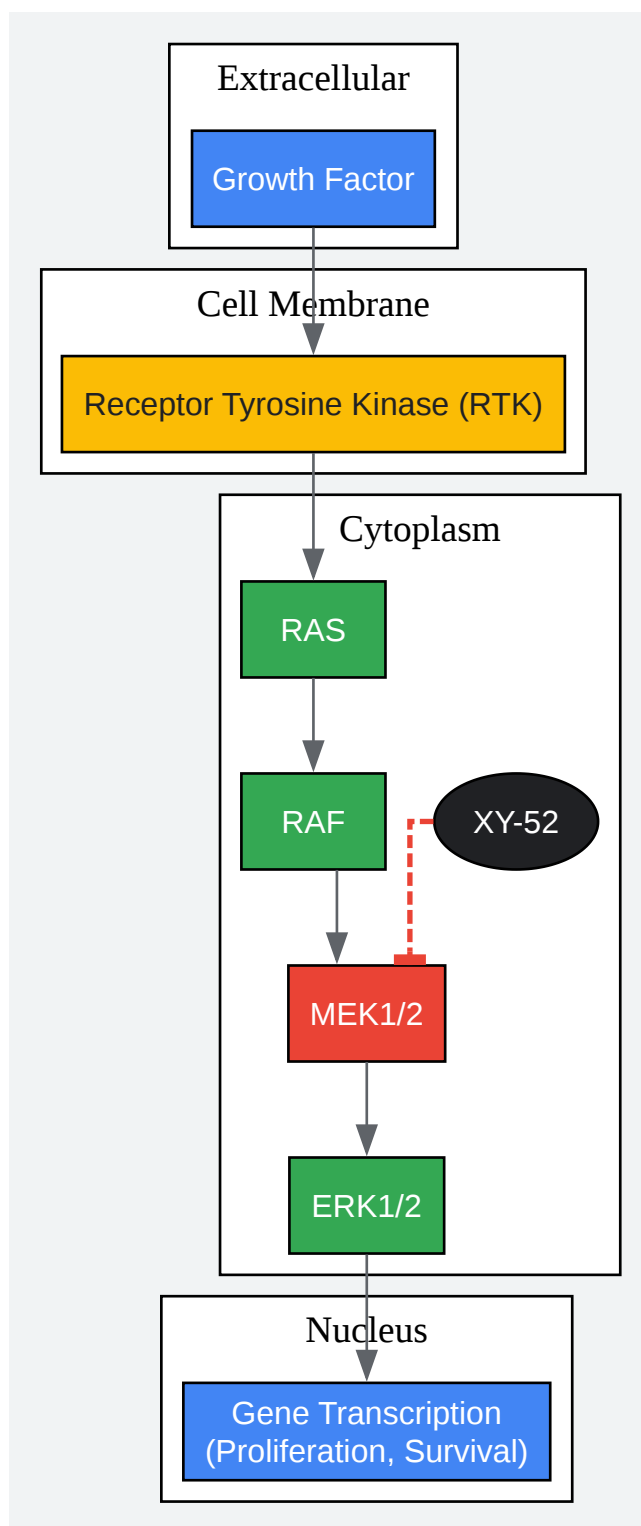 Extracellular
Growth Factor
Cell Membrane
Receptor Tyrosine Kinase (RTK)
Cytoplasm
RAS
RAF
XY-52
MEK1/2
ERK1/2
Nucleus
Gene Transcription
(Proliferation, Survival)